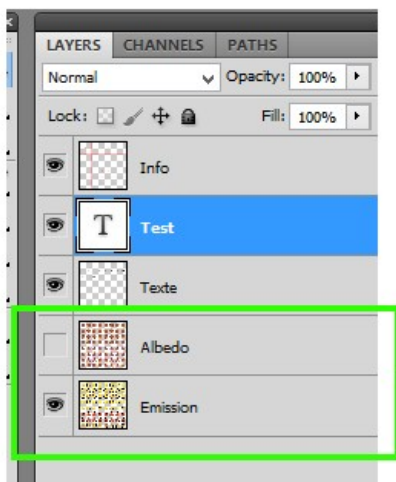 LAYERS CHANNELS PATHS
Normal Opacity: 100%
Lock: Fill: 100%
Info
T Test
Texte
Albedo
Emission